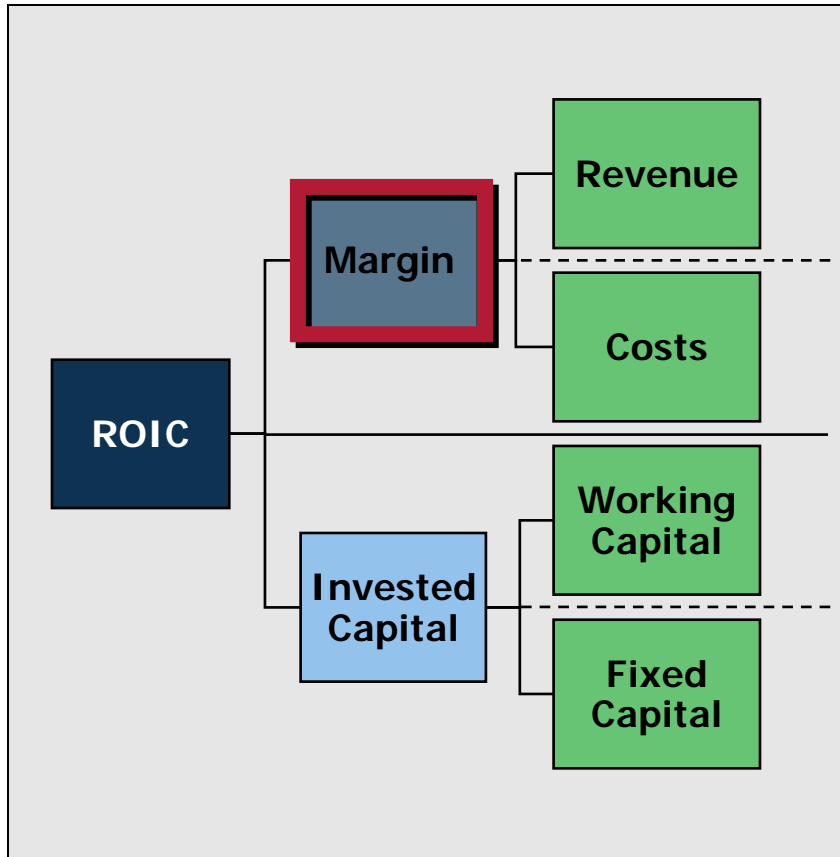 Revenue
Margin
Costs
ROIC
Working
Capital
Invested
Capital
Fixed
Capital